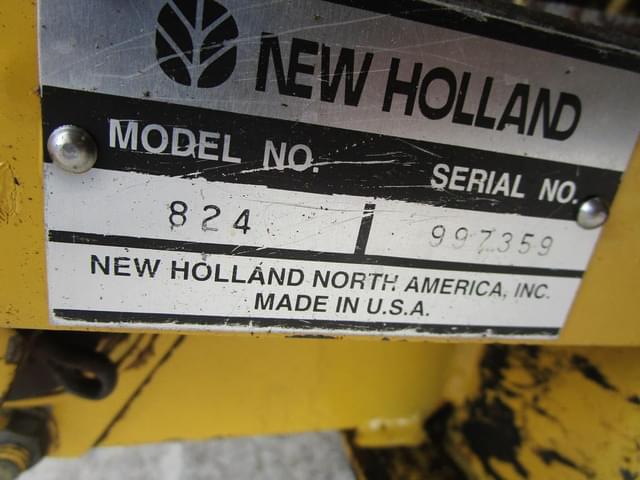 NEW HOLLAND
MODEL NO. SERIAL NO.
824 997359
NEW HOLLAND NORTH AMERICA, INC.
MADE IN U.S.A.